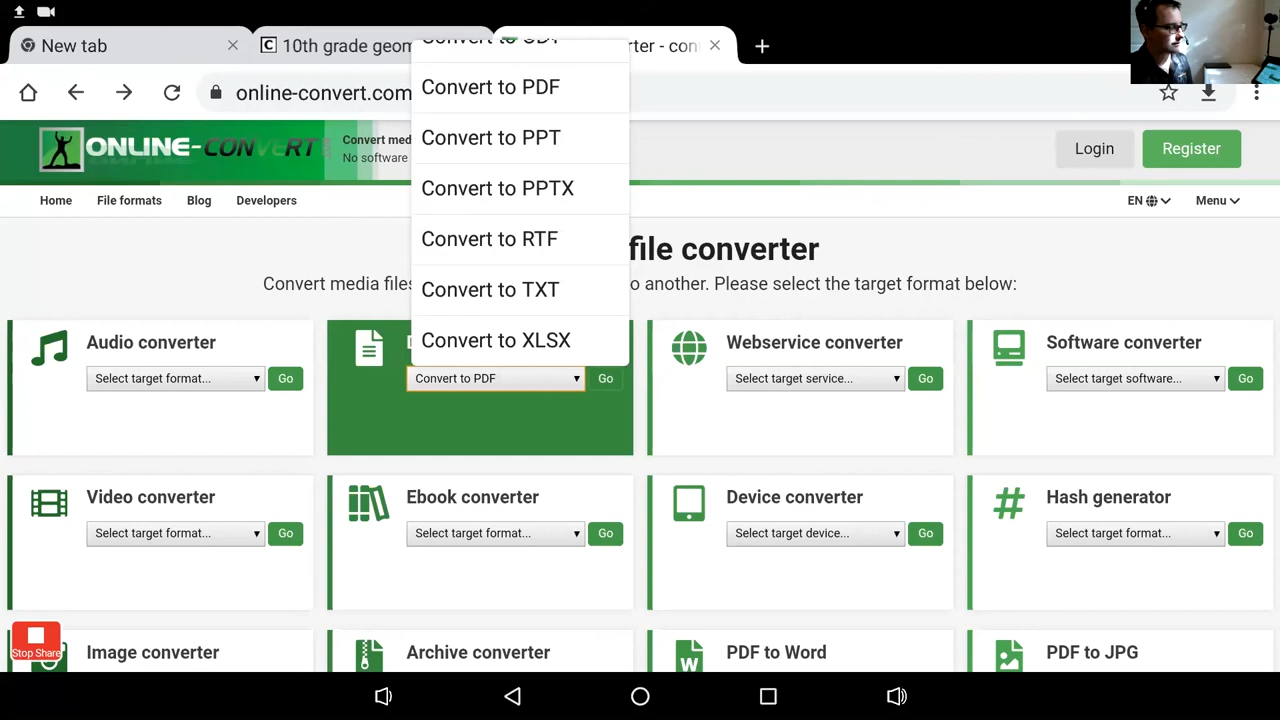 New tab
10th grade geom
rter - con
online-convert.com
ONLINE-CONVERT
Convert med
No software
Login
Register
Home
File formats
Blog
Developers
EN
Menu
Convert to PDF
Convert to PPT
Convert to PPTX
Convert to RTF
Convert to TXT
Convert to XLSX
file converter
Convert media files
o another. Please select the target format below:
Audio converter
Select target format...
Go
Convert to PDF
Go
Webservice converter
Select target service...
Go
Software converter
Select target software...
Go
Video converter
Select target format...
Go
Ebook converter
Select target format...
Go
Device converter
Select target device...
Go
Hash generator
Select target format...
Go
Stop Share
Image converter
Archive converter
W
PDF to Word
PDF to JPG